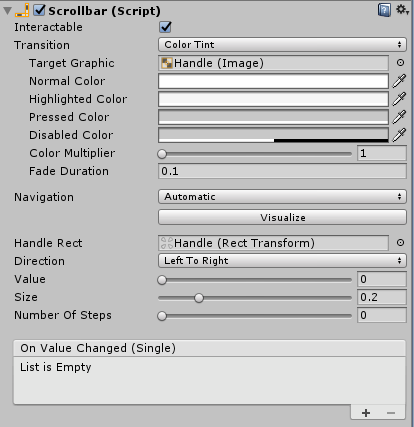 Scrollbar (Script)
Interactable
Transition Color Tint
Target Graphic Handle (Image)
Normal Color
Highlighted Color
Pressed Color
Disabled Color
Color Multiplier 1
Fade Duration 0.1
Navigation Automatic
Visualize
Handle Rect Handle (Rect Transform)
Direction Left To Right
Value 0
Size 0.2
Number Of Steps 0
On Value Changed (Single)
List is Empty